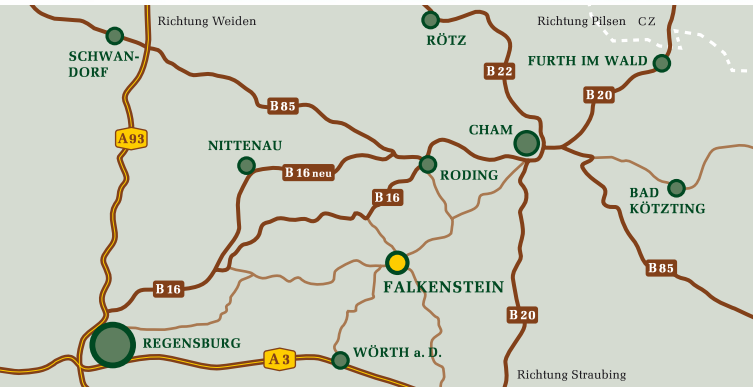 Richtung Weiden
Richtung Pilsen CZ
SCHWAN-
DORF
RÖTZ
FURTH IM WALD
B 22
B 20
B 85
A 93
CHAM
NITTENAU
B 16 neu
RODING
B 16
BAD
KÖTZTING
B 85
B 16
FALKENSTEIN
B 20
REGENSBURG
A 3
WÖRTH a. D.
Richtung Straubing